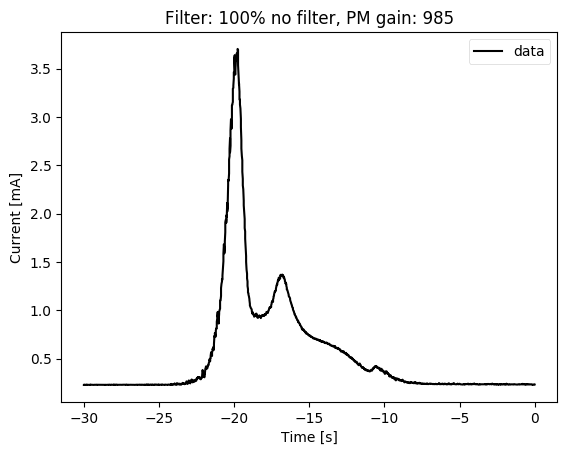 Filter: 100% no filter, PM gain: 985
data
Current [mA]
3.5
3.0
2.5
2.0
1.5
1.0
0.5
−30 −25 −20 −15 −10 −5 0
Time [s]